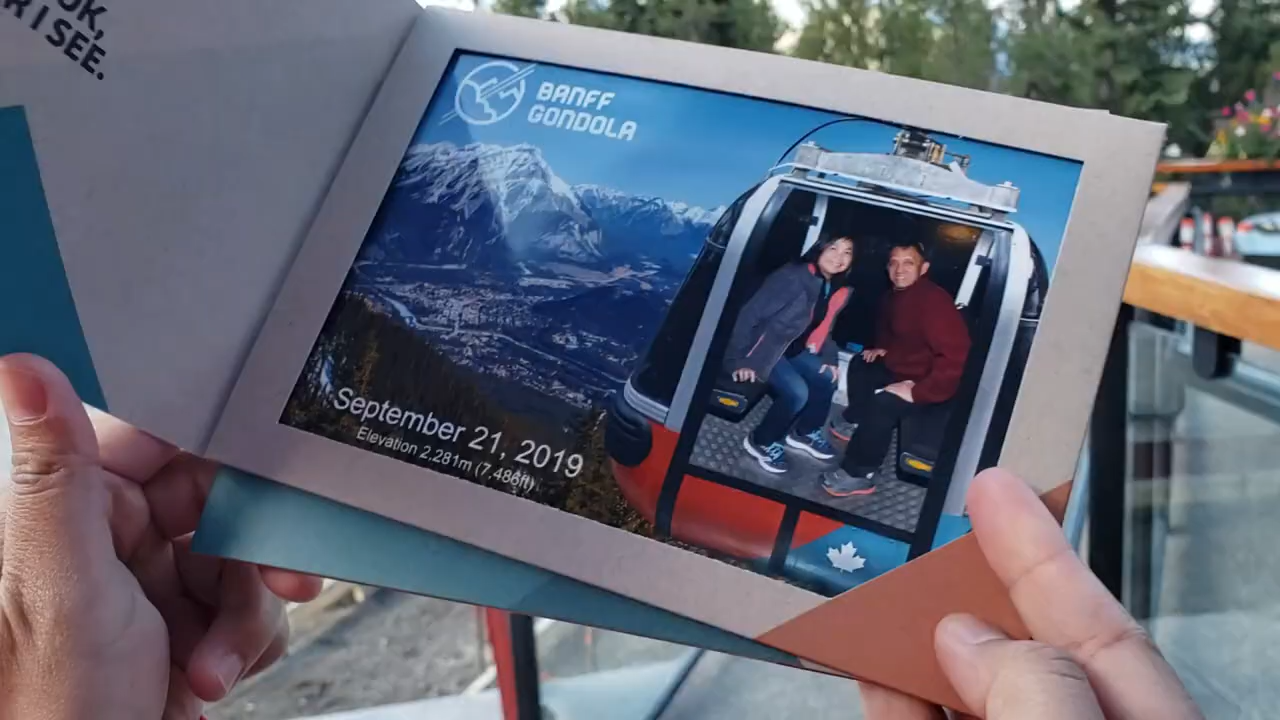 OK,
R I SEE.
BANFF
GONDOLA
September 21, 2019
Elevation 2.281m (7.486ft)